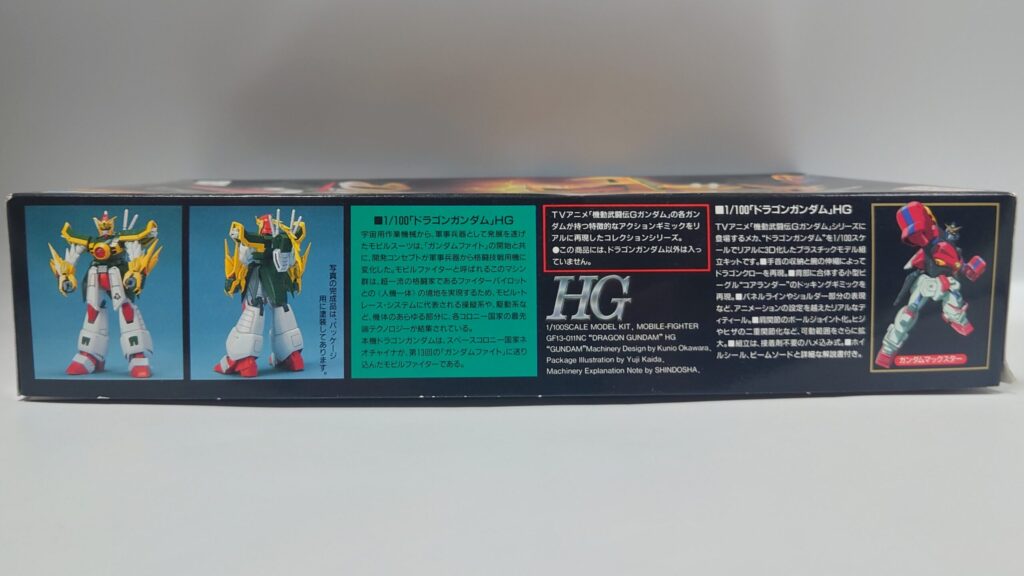 写真の完成品は、パッケージ
用に塗装してあります。
■1/100「ドラゴンガンダム」HG
宇宙用作業機械から、軍事兵器として発展を遂げ
たモビルスーツは、「ガンダムファイト」の開始と共
に、開発コンセプトが軍事兵器から格闘技戦用機に
変化した。モビルファイターと呼ばれるこのマシン
群は、超一流の格闘家であるファイターパイロット
との〈人機一体〉の境地を実現するため、モビル・ト
レース・システムに代表される模擬系や、駆動系な
ど、機体のあらゆる部分に、各コロニー国家の最先
端テクノロジーが結集されている。
本機ドラゴンガンダムは、スペースコロニー国家ネ
オチャイナが、第13回の「ガンダムファイト」に送り
込んだモビルファイターである。
TVアニメ「機動武闘伝Gガンダム」の各ガン
ダムが持つ特徴的なアクションギミックをリ
アルに再現したコレクションシリーズ。
●この商品には、ドラゴンガンダム以外は入っ
ていません。
HG
1/100SCALE MODEL KIT, MOBILE-FIGHTER
GF13-011NC "DRAGON GUNDAM" HG
"GUNDAM"Machinery Design by Kunio Okawara,
Package Illustration by Yuji Kaida,
Machinery Explanation Note by SHINDOSHA,
■1/100「ドラゴンガンダム」HG
TVアニメ「機動武闘伝Gガンダム」シリーズに
登場するメカ、"ドラゴンガンダム"を1/100スケ
ールでリアルに3D化したプラスチックモデル組
立キットです。■手首の収納と腕の伸縮によって
ドラゴンクローを再現。■背部に合体する小型ビ
ークル"コアランダー"のドッキングギミックを
再現。■パネルラインやショルダー部分の表現
など、アニメーションの設定を超えたリアルなデ
ィティール。■肩関節のボールジョイント化、ヒジ
やヒザの二重関節化など、可動範囲をさらに拡
大。■組立は、接着剤不要のハメ込み式。■ホ
イルシール、ビームソードと詳細な解説書付き。
ガンダムマックスター